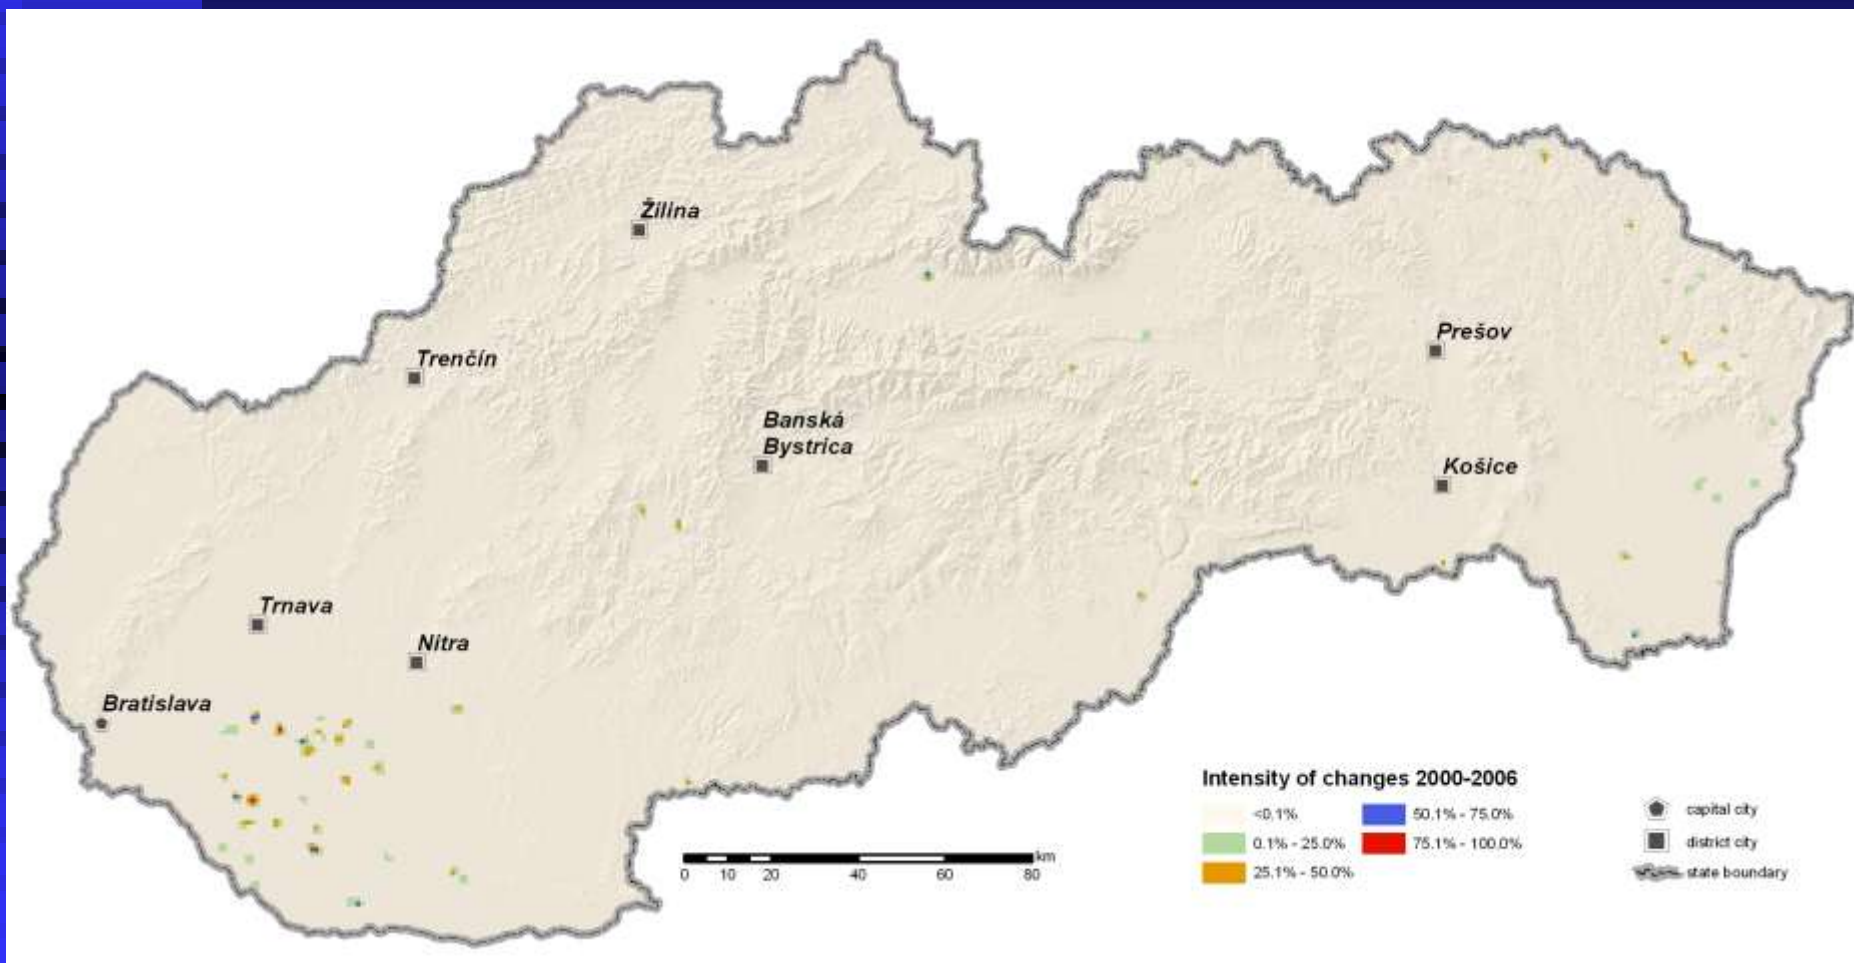 Žilina
Prešov
Trenčín
Banská
Bystrica
Košice
Trnava
Nitra
Bratislava
Intensity of changes 2000-2006
<0.1%
50.1% - 75.0%
capital city
0.1% - 25.0%
75.1% - 100.0%
district city
25.1% - 50.0%
state boundary
km
0 10 20 40 60 80